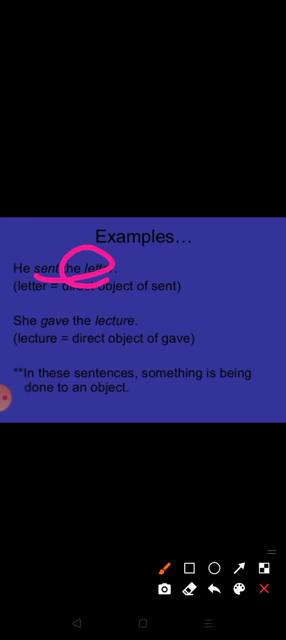 Examples…
He sent the letter.
(letter = direct object of sent)
She gave the lecture.
(lecture = direct object of gave)
**In these sentences, something is being
done to an object.